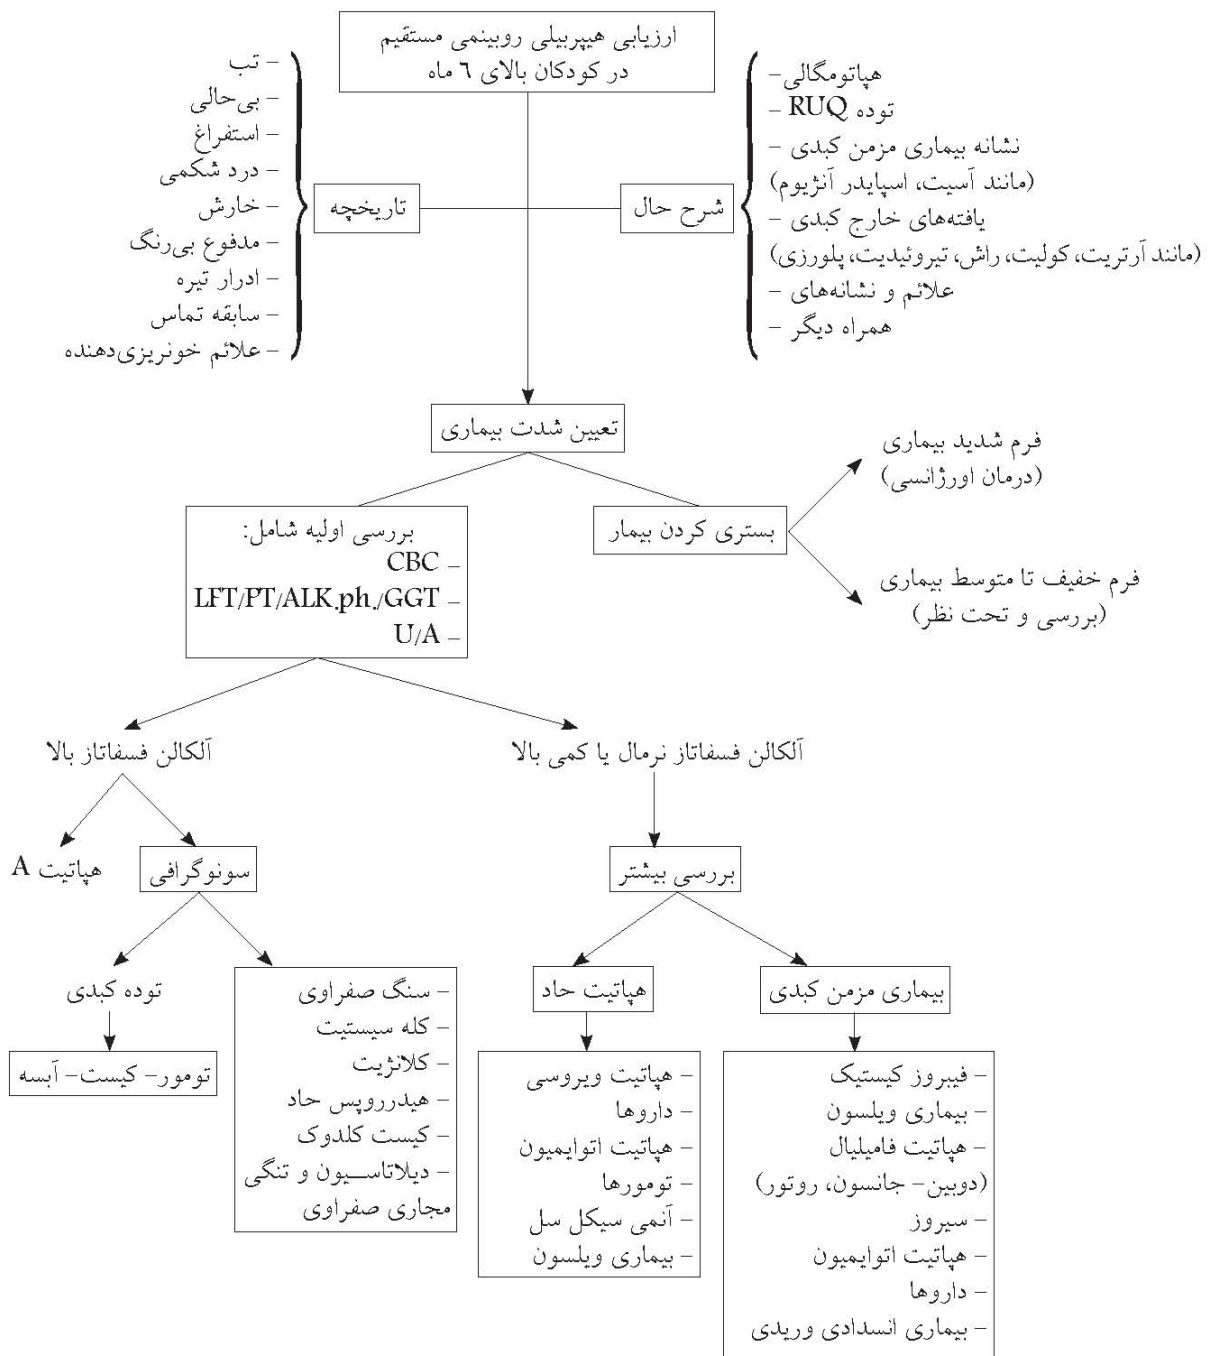 ارزیابی هیپربیلی روبینمی مستقیم
در کودکان بالای ٦ ماه
هپاتومگالی-
توده RUQ -
نشانه بیماری مزمن کبدی -
(مانند آسیت، اسپایدر آنژیوم)
یافته‌های خارج کبدی -
(مانند آرتریت، کولیت، راش، تیروئیدیت، پلورزی)
علائم و نشانه‌های -
همراه دیگر -
شرح حال
تاریخچه
- تب
- بی‌حالی
- استفراغ
- درد شکمی
- خارش
- مدفوع بی‌رنگ
- ادرار تیره
- سابقه تماس
- علائم خونریزی‌دهنده
تعیین شدت بیماری
فرم شدید بیماری
(درمان اورژانسی)
بستری کردن بیمار
فرم خفیف تا متوسط بیماری
(بررسی و تحت نظر)
بررسی اولیه شامل:
- CBC
- LFT/PT/ALK.ph./GGT
- U/A
آلکالن فسفاتاز نرمال یا کمی بالا
آلکالن فسفاتاز بالا
بررسی بیشتر
سونوگرافی
هپاتیت A
بیماری مزمن کبدی
- فیبروز کیستیک
- بیماری ویلسون
- هپاتیت فامیلیال
(دوبین- جانسون، روتور)
- سیروز
- هپاتیت اتوایمیون
- داروها
- بیماری انسدادی وریدی
هپاتیت حاد
- هپاتیت ویروسی
- داروها
- هپاتیت اتوایمیون
- تومورها
- آنمی سیکل سل
- بیماری ویلسون
- سنگ صفراوی
- کله سیستیت
- کلانژیت
- هیدرروپس حاد
- کیست کلدوک
- دیلاتاسیون و تنگی
مجاری صفراوی
توده کبدی
تومور- کیست- آبسه